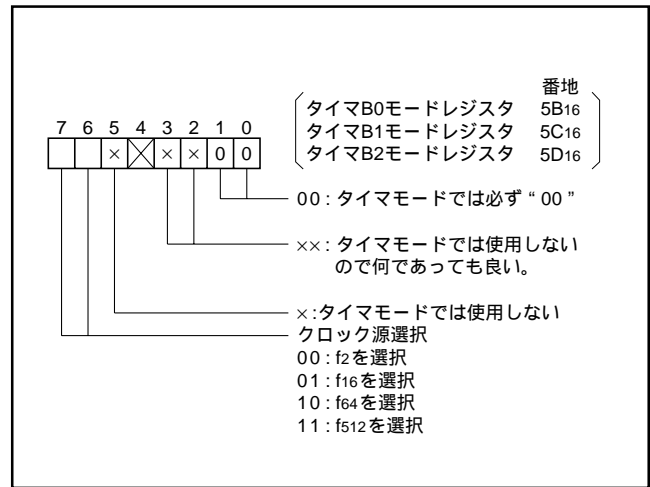 番地
タイマB0モードレジスタ 5B16
タイマB1モードレジスタ 5C16
タイマB2モードレジスタ 5D16
7 6 5 4 3 2 1 0
× × × 0 0
00 : タイマモードでは必ず“00”
×× : タイマモードでは使用しない
ので何であっても良い。
× :タイマモードでは使用しない
クロック源選択
00 : f2を選択
01 : f16を選択
10 : f64を選択
11 : f512を選択